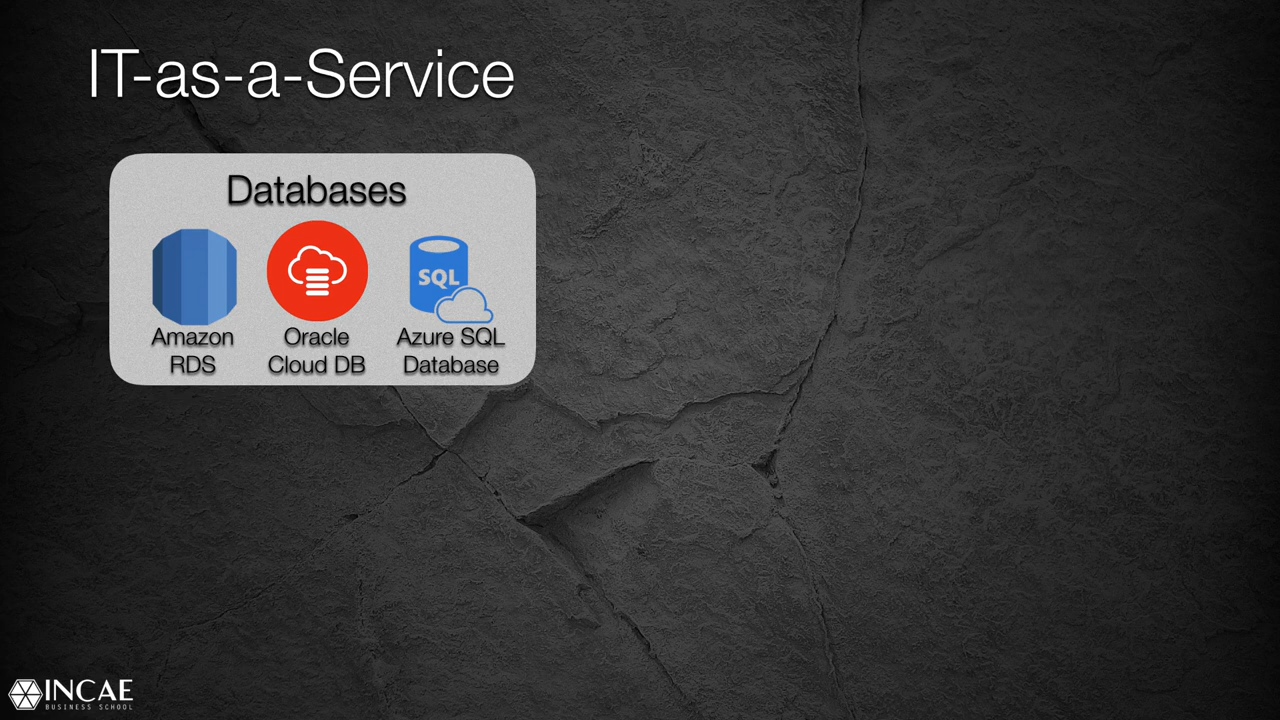 IT-as-a-Service
Databases
SQL
Amazon
RDS
Oracle
Cloud DB
Azure SQL
Database
INCAE
BUSINESS SCHOOL